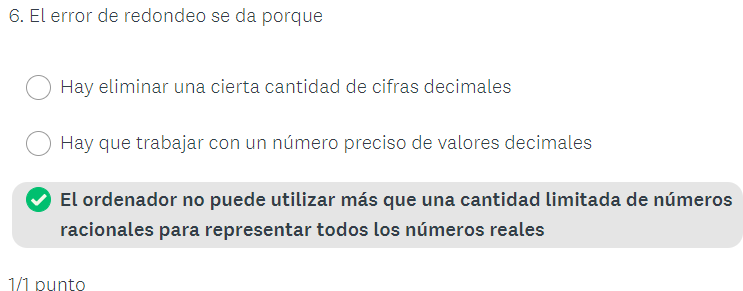 6. El error de redondeo se da porque
Hay eliminar una cierta cantidad de cifras decimales
Hay que trabajar con un número preciso de valores decimales
El ordenador no puede utilizar más que una cantidad limitada de números
racionales para representar todos los números reales
1/1 punto